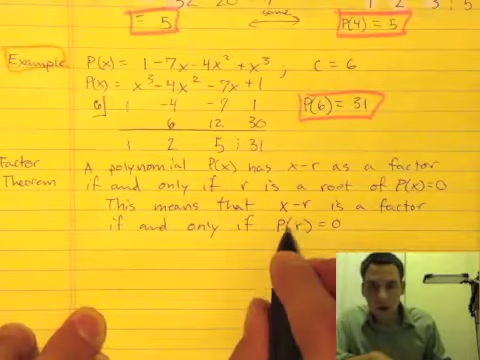 = 5
same
P(4) = 5
Example P(x) = 1 - 7x - 4x² + x³ ; c = 6
P(x) = x³ - 4x² - 7x + 1
6 1 -4 -7 1
P(6) = 31
6 12 30
1 2 5 : 31
Factor Theorem
A polynomial P(x) has x-r as a factor
if and only if r is a root of P(x)=0
This means that x-r is a factor
if and only if P(r) = 0